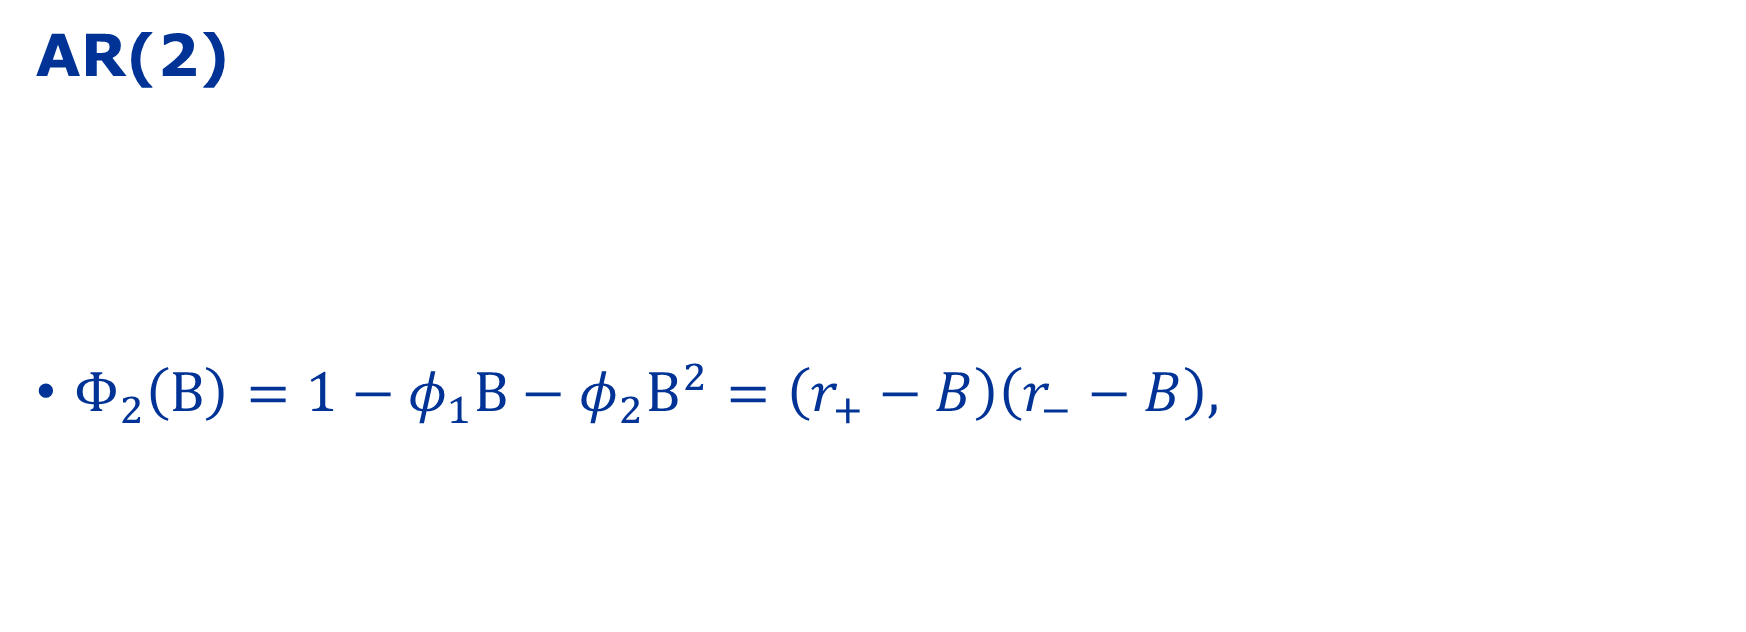 AR(2)
• Φ₂(B) = 1 − ϕ₁B − ϕ₂B² = (r₊ − B)(r₋ − B),